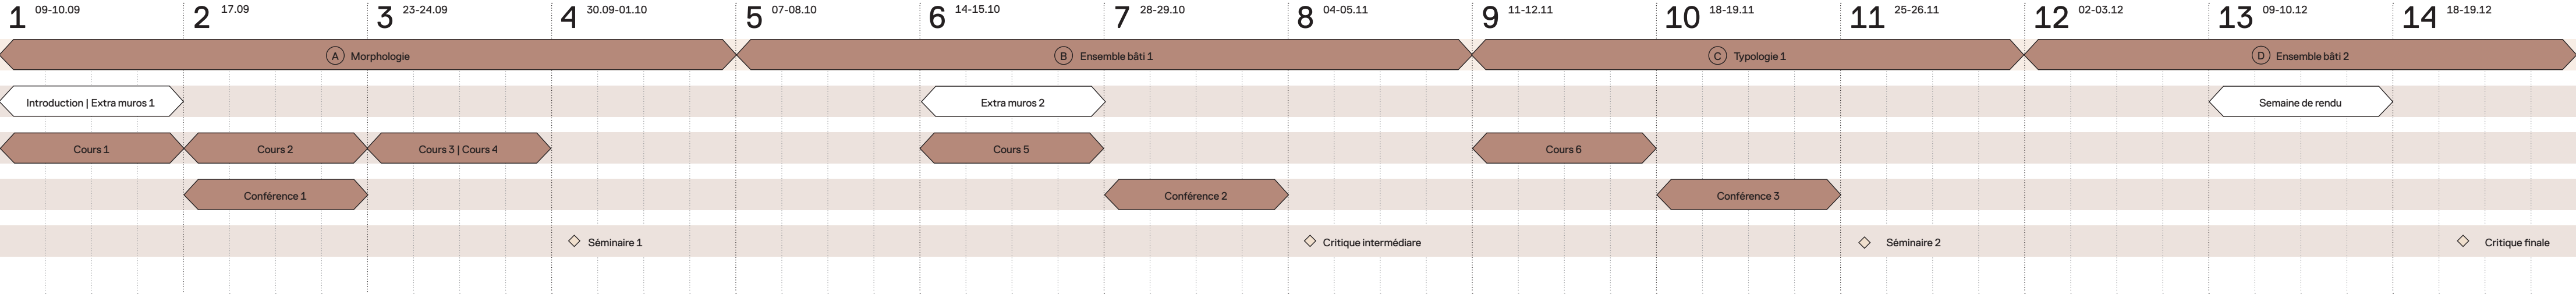 1 09-10.09 2 17.09 3 23-24.09 4 30.09-01.10 5 07-08.10 6 14-15.10 7 28-29.10 8 04-05.11 9 11-12.11 10 18-19.11 11 25-26.11 12 02-03.12 13 09-10.12 14 18-19.12
A Morphologie B Ensemble bâti 1 C Typologie 1 D Ensemble bâti 2
Introduction | Extra muros 1 Extra muros 2 Semaine de rendu
Cours 1 Cours 2 Cours 3 | Cours 4 Cours 5 Cours 6
Conférence 1 Conférence 2 Conférence 3
Séminaire 1 Critique intermédiare Séminaire 2 Critique finale